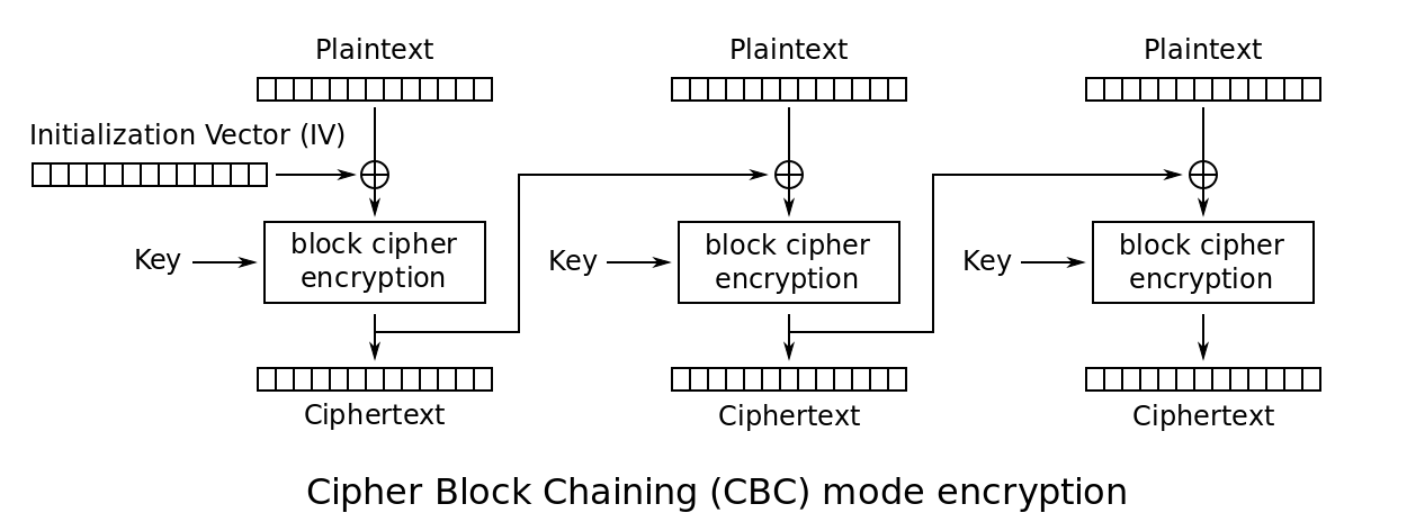 Plaintext
Plaintext
Plaintext
Initialization Vector (IV)
Key
block cipher
encryption
Key
block cipher
encryption
Key
block cipher
encryption
Ciphertext
Ciphertext
Ciphertext
Cipher Block Chaining (CBC) mode encryption